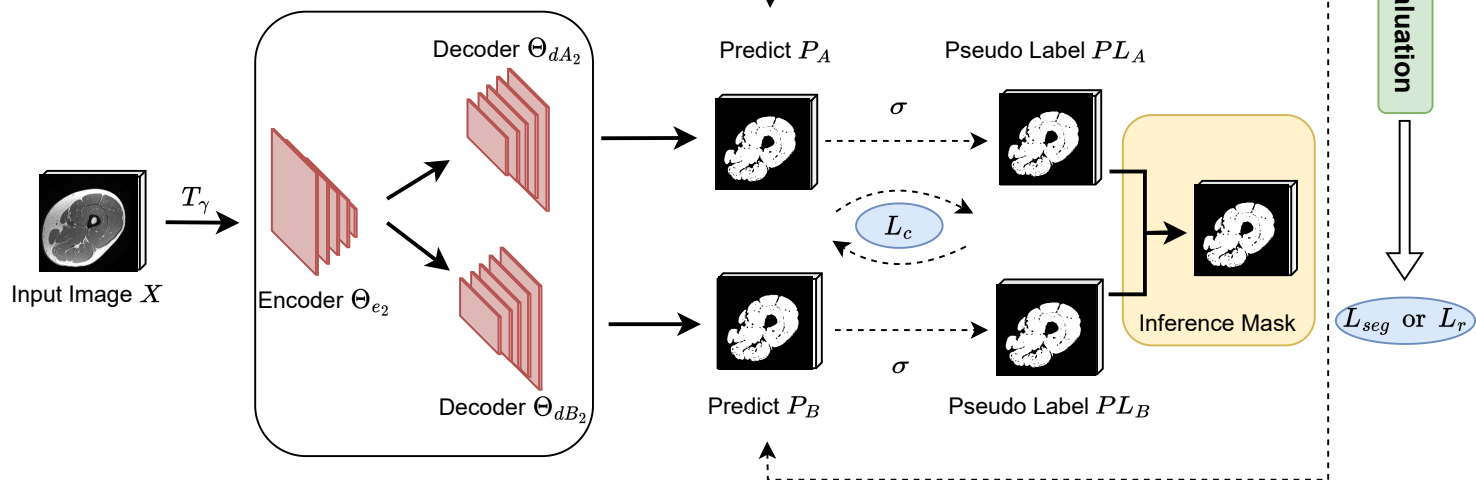 Decoder Θ_{dA_2}
Predict P_A
Pseudo Label PL_A
σ
T_γ
L_c
Input Image X
Encoder Θ_{e_2}
Inference Mask
σ
Decoder Θ_{dB_2}
Predict P_B
Pseudo Label PL_B
aluation
L_{seg} or L_r